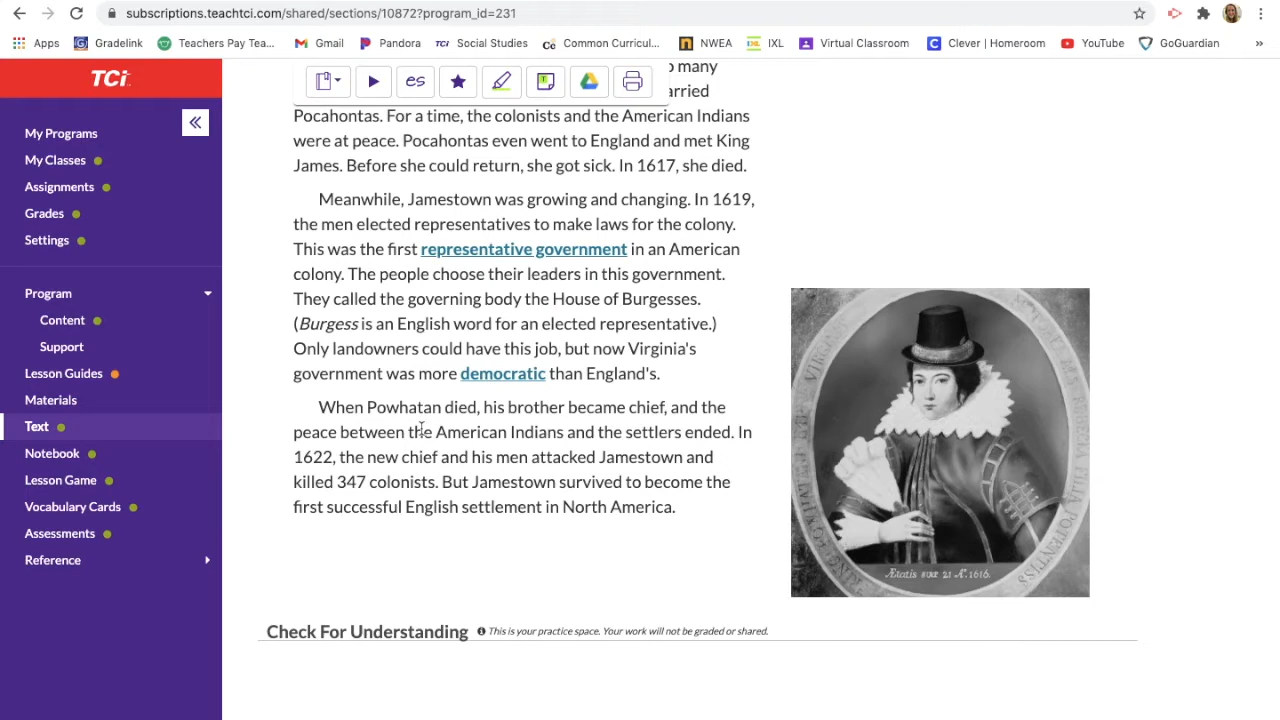 subscriptions.teachtci.com/shared/sections/10872?program_id=231
Apps Gradelink Teachers Pay Tea... Gmail Pandora TCi Social Studies Cc Common Curricul... NWEA IXL IXL Virtual Classroom C Clever | Homeroom YouTube GoGuardian »
TCi
My Programs
My Classes
Assignments
Grades
Settings
Program
Content
Support
Lesson Guides
Materials
Text
Notebook
Lesson Game
Vocabulary Cards
Assessments
Reference
es
many
arried
Pocahontas. For a time, the colonists and the American Indians
were at peace. Pocahontas even went to England and met King
James. Before she could return, she got sick. In 1617, she died.
Meanwhile, Jamestown was growing and changing. In 1619,
the men elected representatives to make laws for the colony.
This was the first representative government in an American
colony. The people choose their leaders in this government.
They called the governing body the House of Burgesses.
(Burgess is an English word for an elected representative.)
Only landowners could have this job, but now Virginia's
government was more democratic than England's.
When Powhatan died, his brother became chief, and the
peace between the American Indians and the settlers ended. In
1622, the new chief and his men attacked Jamestown and
killed 347 colonists. But Jamestown survived to become the
first successful English settlement in North America.
Ætatis suæ 21 Aº. 1616.
Check For Understanding This is your practice space. Your work will not be graded or shared.